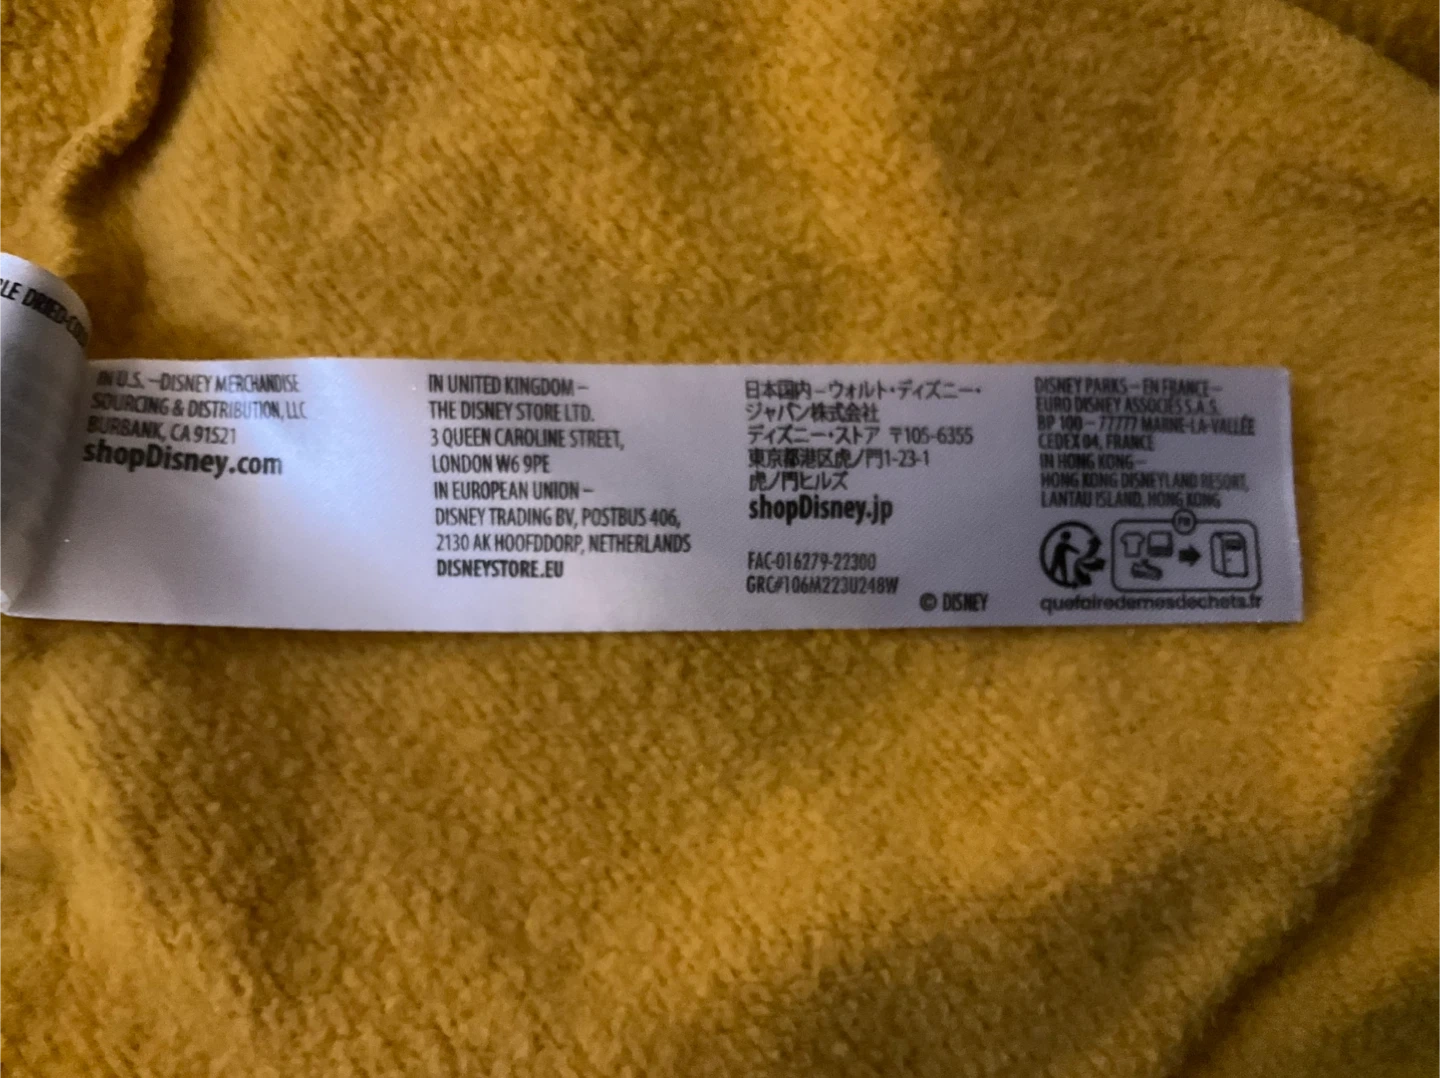 LE DRIED-CO
IN U.S. –DISNEY MERCHANDISE
SOURCING & DISTRIBUTION, LLC
BURBANK, CA 91521
shopDisney.com
IN UNITED KINGDOM –
THE DISNEY STORE LTD.
3 QUEEN CAROLINE STREET,
LONDON W6 9PE
IN EUROPEAN UNION –
DISNEY TRADING BV, POSTBUS 406,
2130 AK HOOFDDORP, NETHERLANDS
DISNEYSTORE.EU
日本国内–ウォルト・ディズニー・
ジャパン株式会社
ディズニー・ストア 〒105-6355
東京都港区虎ノ門1-23-1
虎ノ門ヒルズ
shopDisney.jp
FAC-016279-22300
GRC#106M223U248W
© DISNEY
DISNEY PARKS – EN FRANCE–
EURO DISNEY ASSOCIÉS S.A.S.
BP 100 – 77777 MARNE-LA-VALLÉE
CEDEX 04, FRANCE
IN HONG KONG–
HONG KONG DISNEYLAND RESORT,
LANTAU ISLAND, HONG KONG
FR
quefairedemesdechets.fr